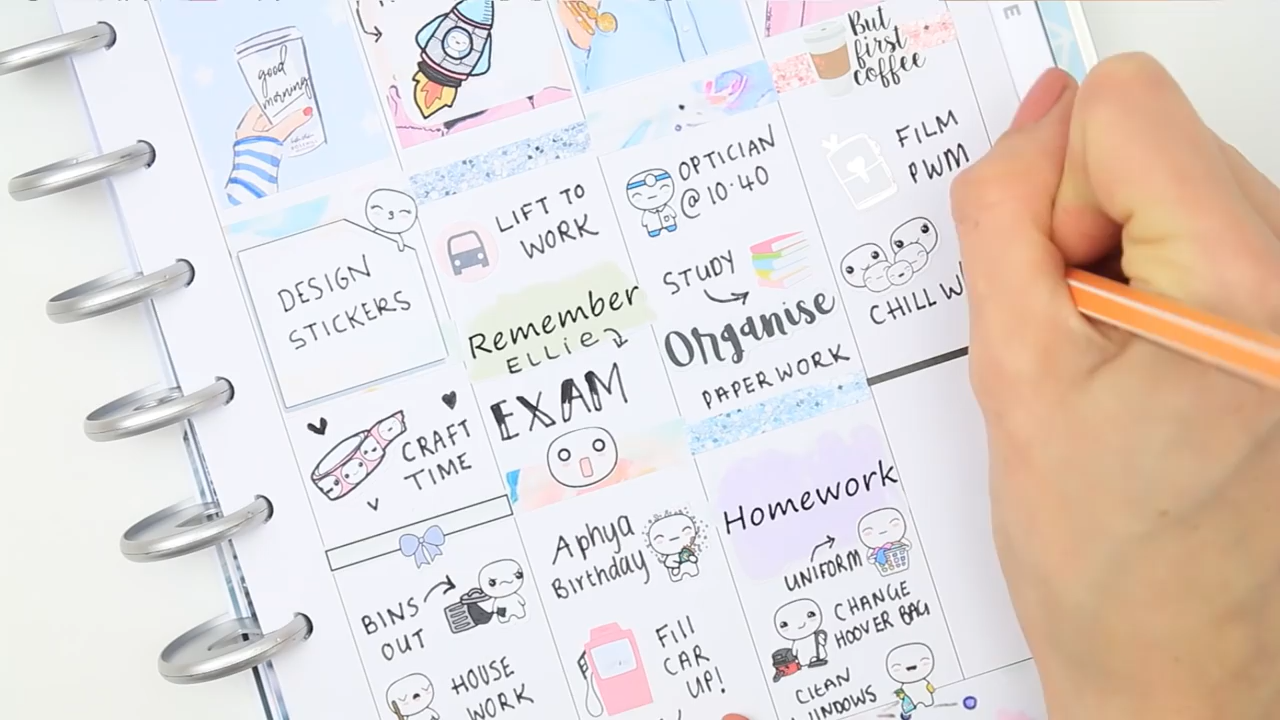 good
morning
DESIGN
STICKERS
CRAFT
TIME
BINS
OUT
HOUSE
WORK
LIFT TO
WORK
Remember
ELLIE
EXAM
Aphya
Birthday
Fill
CAR
UP!
OPTICIAN
@ 10.40
STUDY
Organise
PAPERWORK
Homework
UNIFORM
CHANGE
HOOVER BAG
CLEAN
WINDOWS
But
first
coffee
FILM
PWM
CHILL W
E